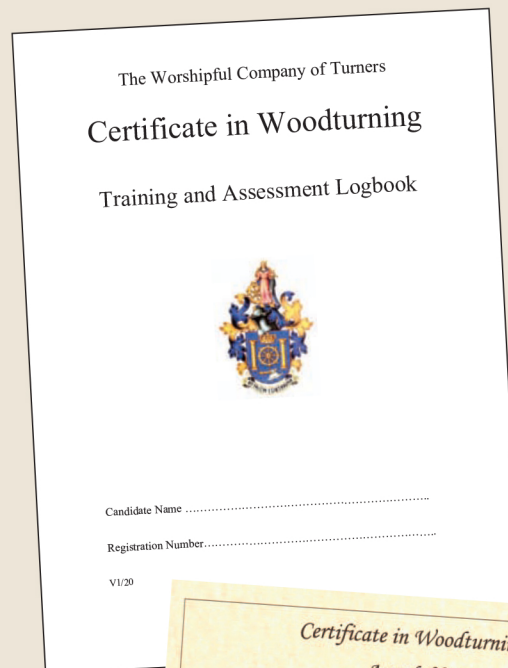 The Worshipful Company of Turners
Certificate in Woodturning
Training and Assessment Logbook
Candidate Name ……………………………………………………………..
Registration Number…………………………………………………………..
V1/20
Certificate in Woodturni